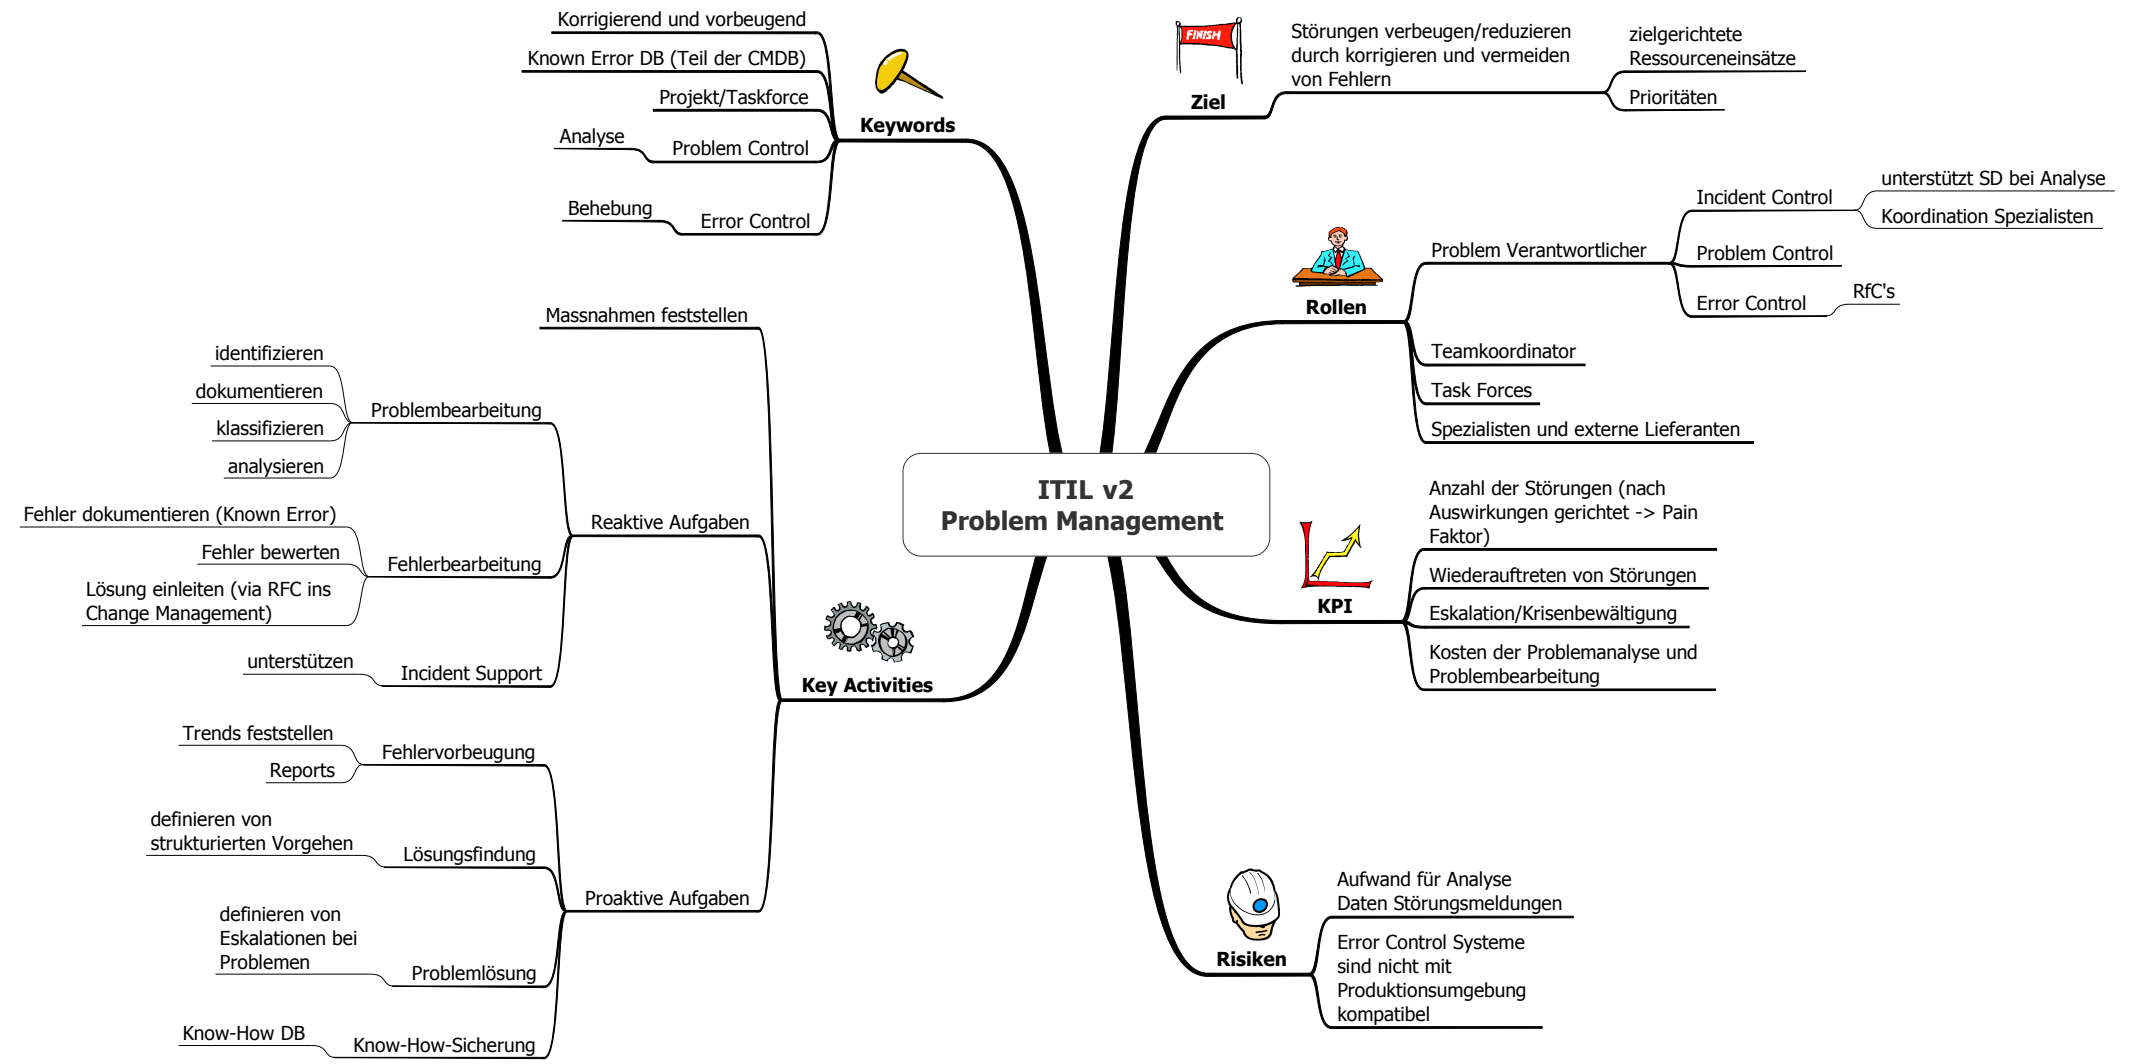 ITIL v2
Problem Management
Ziel
FINISH
Störungen verbeugen/reduzieren
durch korrigieren und vermeiden
von Fehlern
zielgerichtete
Ressourceneinsätze
Prioritäten
Rollen
Problem Verantwortlicher
Incident Control
unterstützt SD bei Analyse
Koordination Spezialisten
Problem Control
Error Control
RfC's
Teamkoordinator
Task Forces
Spezialisten und externe Lieferanten
KPI
Anzahl der Störungen (nach
Auswirkungen gerichtet -> Pain
Faktor)
Wiederauftreten von Störungen
Eskalation/Krisenbewältigung
Kosten der Problemanalyse und
Problembearbeitung
Risiken
Aufwand für Analyse
Daten Störungsmeldungen
Error Control Systeme
sind nicht mit
Produktionsumgebung
kompatibel
Keywords
Korrigierend und vorbeugend
Known Error DB (Teil der CMDB)
Projekt/Taskforce
Problem Control
Analyse
Error Control
Behebung
Key Activities
Massnahmen feststellen
Reaktive Aufgaben
Problembearbeitung
identifizieren
dokumentieren
klassifizieren
analysieren
Fehlerbearbeitung
Fehler dokumentieren (Known Error)
Fehler bewerten
Lösung einleiten (via RFC ins
Change Management)
Incident Support
unterstützen
Proaktive Aufgaben
Fehlervorbeugung
Trends feststellen
Reports
Lösungsfindung
definieren von
strukturierten Vorgehen
Problemlösung
definieren von
Eskalationen bei
Problemen
Know-How-Sicherung
Know-How DB